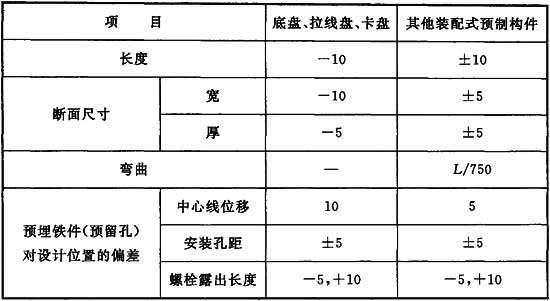 项 目 底盘、拉线盘、卡盘 其他装配式预制构件
长度 －10 ±10
断面尺寸 宽 －10 ±5
厚 －5 ±5
弯曲 — L/750
预埋铁件(预留孔)对设计位置的偏差 中心线位移 10 5
安装孔距 ±5 ±5
螺栓露出长度 －5,＋10 －5,＋10